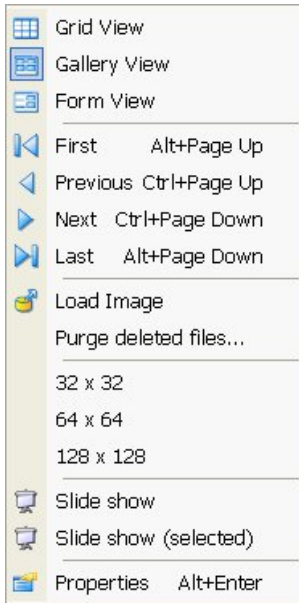 Grid View
Gallery View
Form View
First Alt+Page Up
Previous Ctrl+Page Up
Next Ctrl+Page Down
Last Alt+Page Down
Load Image
Purge deleted files...
32 x 32
64 x 64
128 x 128
Slide show
Slide show (selected)
Properties Alt+Enter